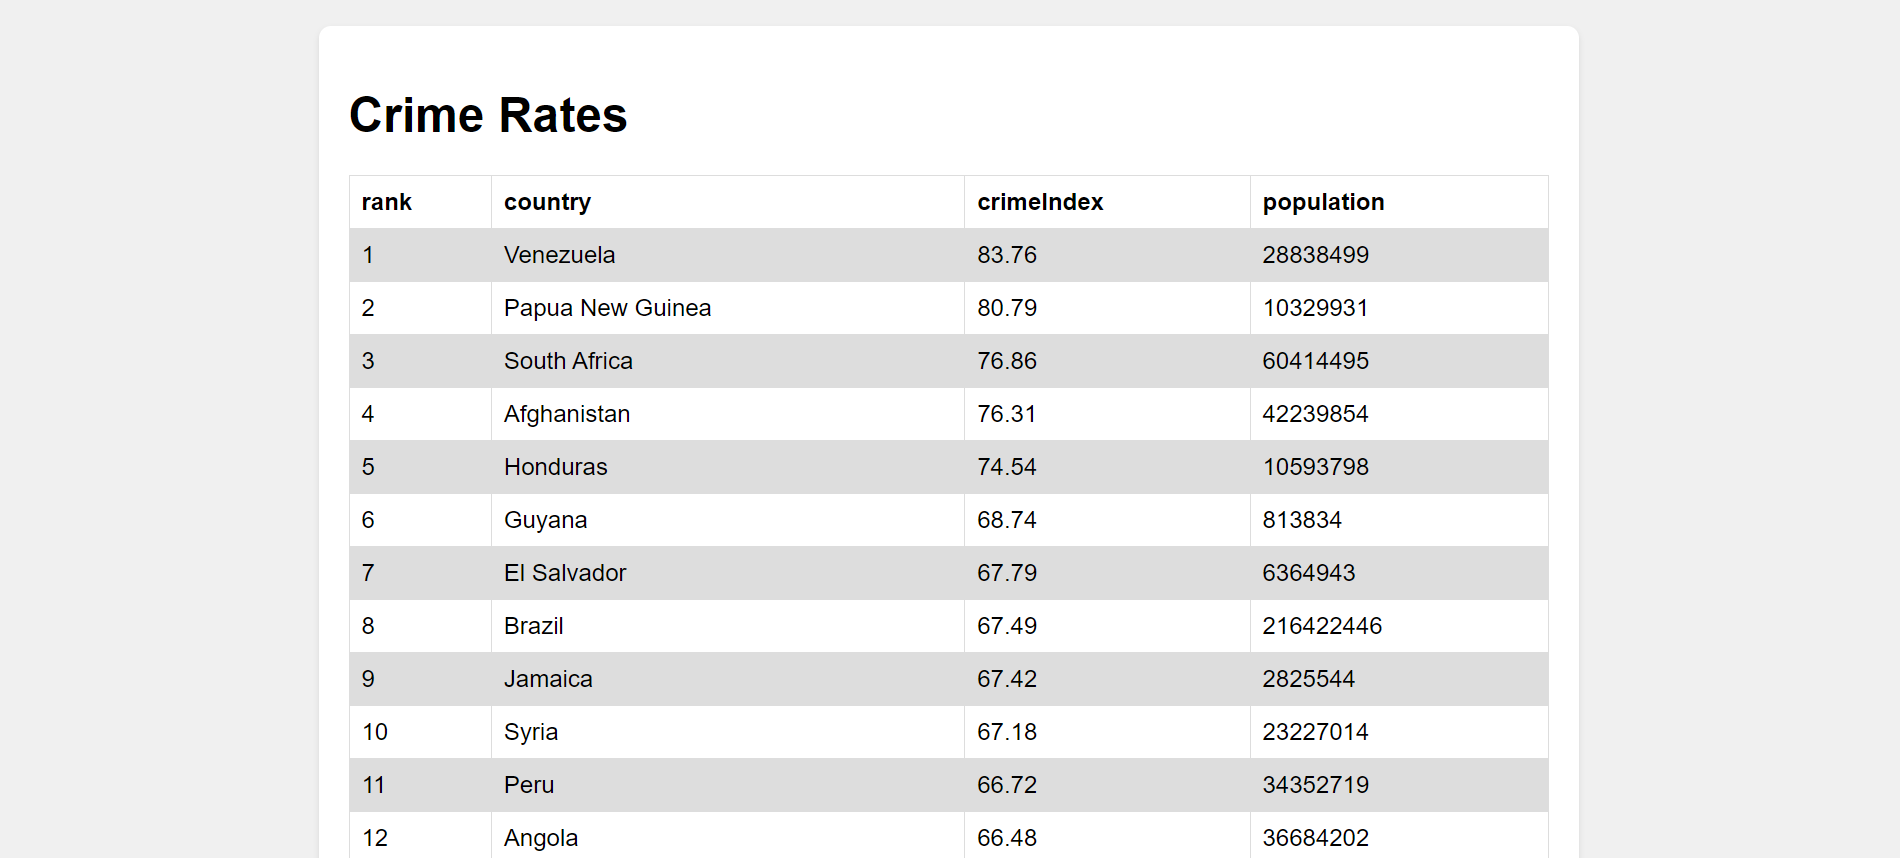 Crime Rates
rank country crimeIndex population
1 Venezuela 83.76 28838499
2 Papua New Guinea 80.79 10329931
3 South Africa 76.86 60414495
4 Afghanistan 76.31 42239854
5 Honduras 74.54 10593798
6 Guyana 68.74 813834
7 El Salvador 67.79 6364943
8 Brazil 67.49 216422446
9 Jamaica 67.42 2825544
10 Syria 67.18 23227014
11 Peru 66.72 34352719
12 Angola 66.48 36684202